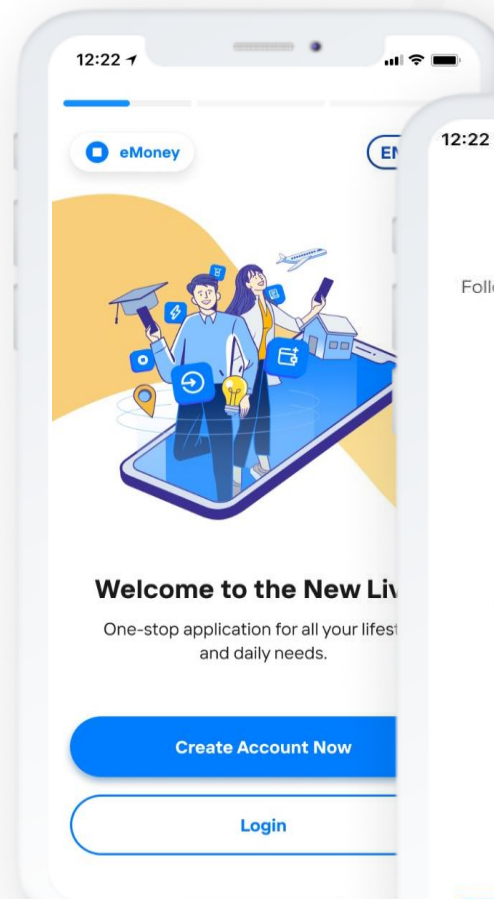 12:22
eMoney
EN
12:22
Welcome to the New Liv
One-stop application for all your lifest
and daily needs.
Create Account Now
Login
Foll